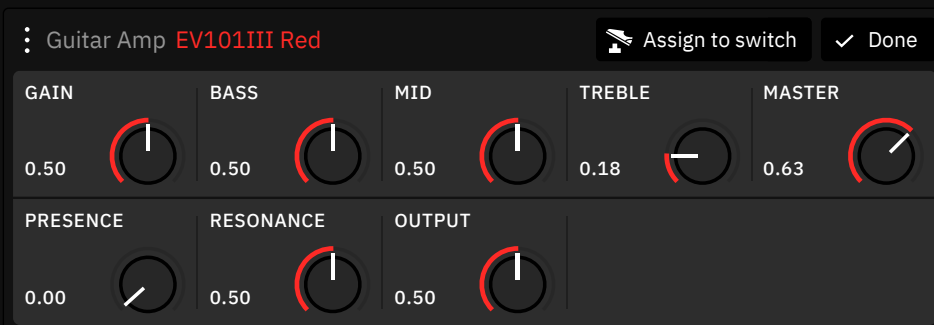 Guitar Amp EV101III Red Assign to switch Done
GAIN BASS MID TREBLE MASTER
0.50 0.50 0.50 0.18 0.63
PRESENCE RESONANCE OUTPUT
0.00 0.50 0.50